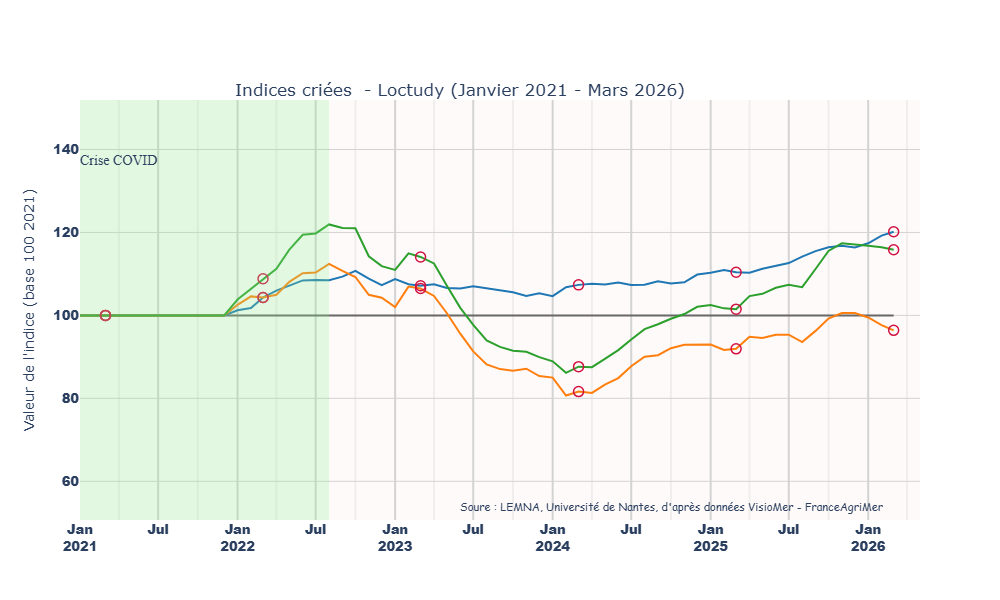 Indices criées  - Loctudy (Janvier 2021 - Mars 2026)
Valeur de l'indice (base 100 2021)
140
Crise COVID
120
100
80
60
Soure : LEMNA, Université de Nantes, d'après données VisioMer - FranceAgriMer
Jan Jul Jan Jul Jan Jul Jan Jul Jan Jul Jan
2021 2022 2023 2024 2025 2026